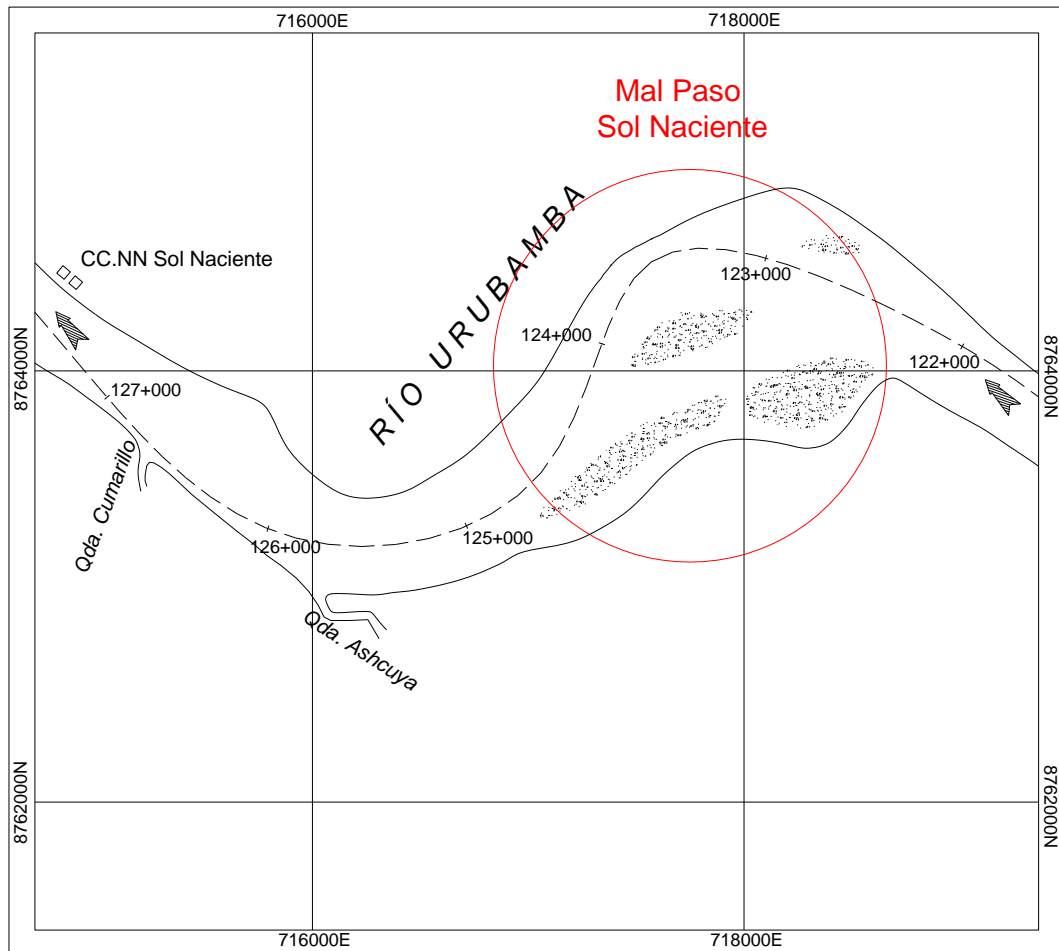 716000E
718000E
Mal Paso
Sol Naciente
RÍO URUBAMBA
CC.NN Sol Naciente
123+000
124+000
122+000
8764000N
8764000N
127+000
Qda. Cumarillo
125+000
126+000
Qda. Ashcuya
8762000N
8762000N
716000E
718000E